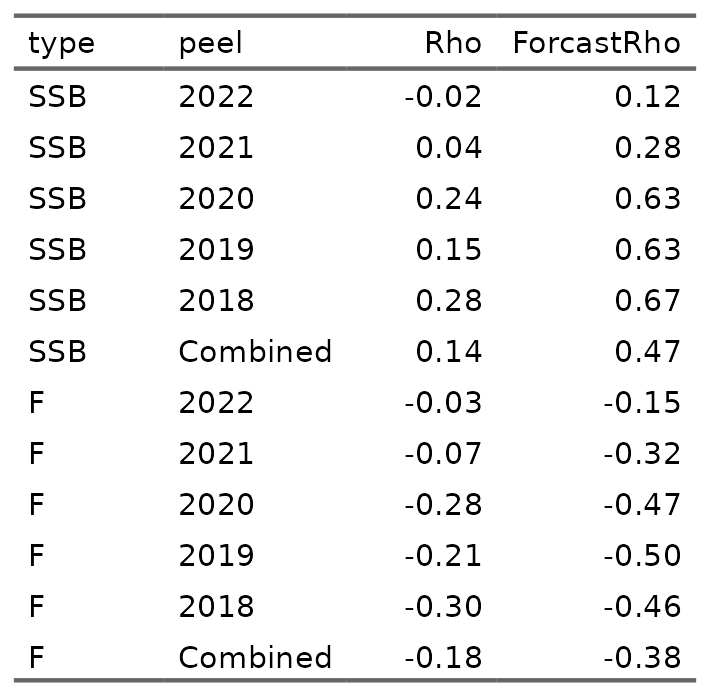 type peel Rho ForcastRho
SSB 2022 -0.02 0.12
SSB 2021 0.04 0.28
SSB 2020 0.24 0.63
SSB 2019 0.15 0.63
SSB 2018 0.28 0.67
SSB Combined 0.14 0.47
F 2022 -0.03 -0.15
F 2021 -0.07 -0.32
F 2020 -0.28 -0.47
F 2019 -0.21 -0.50
F 2018 -0.30 -0.46
F Combined -0.18 -0.38